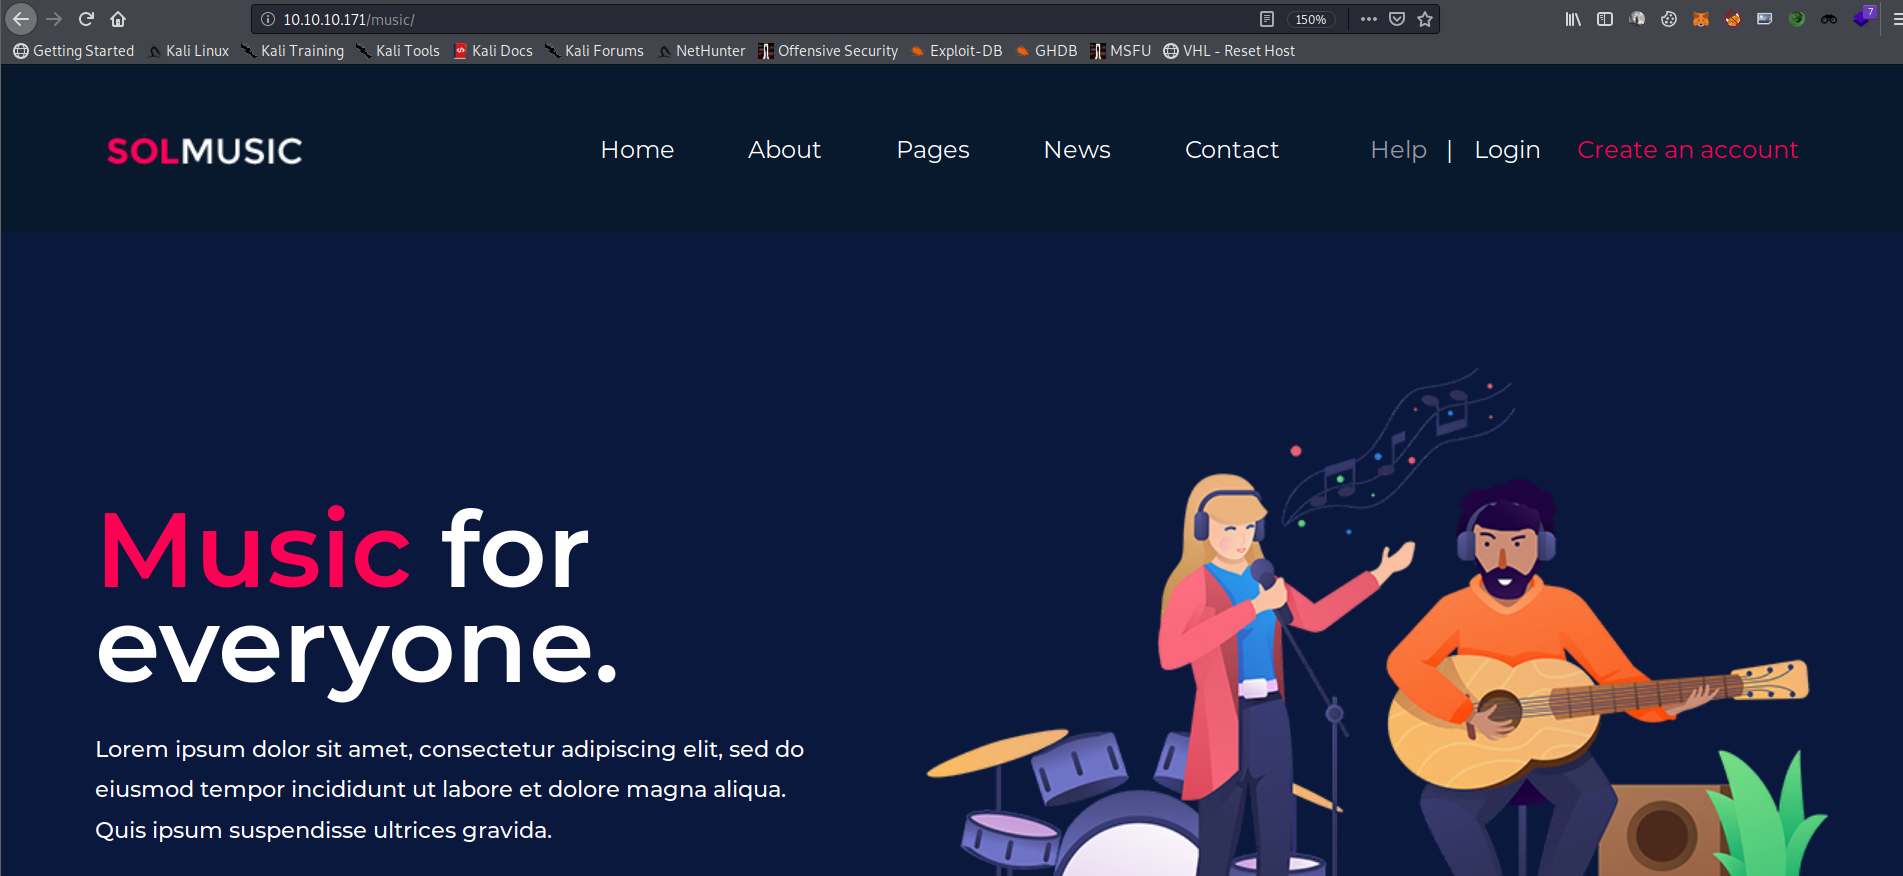 10.10.10.171/music/
150%
7
Getting Started
Kali Linux
Kali Training
Kali Tools
Kali Docs
Kali Forums
NetHunter
Offensive Security
Exploit-DB
GHDB
MSFU
VHL - Reset Host
SOLMUSIC
Home
About
Pages
News
Contact
Help | Login
Create an account
Music for
everyone.
Lorem ipsum dolor sit amet, consectetur adipiscing elit, sed do
eiusmod tempor incididunt ut labore et dolore magna aliqua.
Quis ipsum suspendisse ultrices gravida.